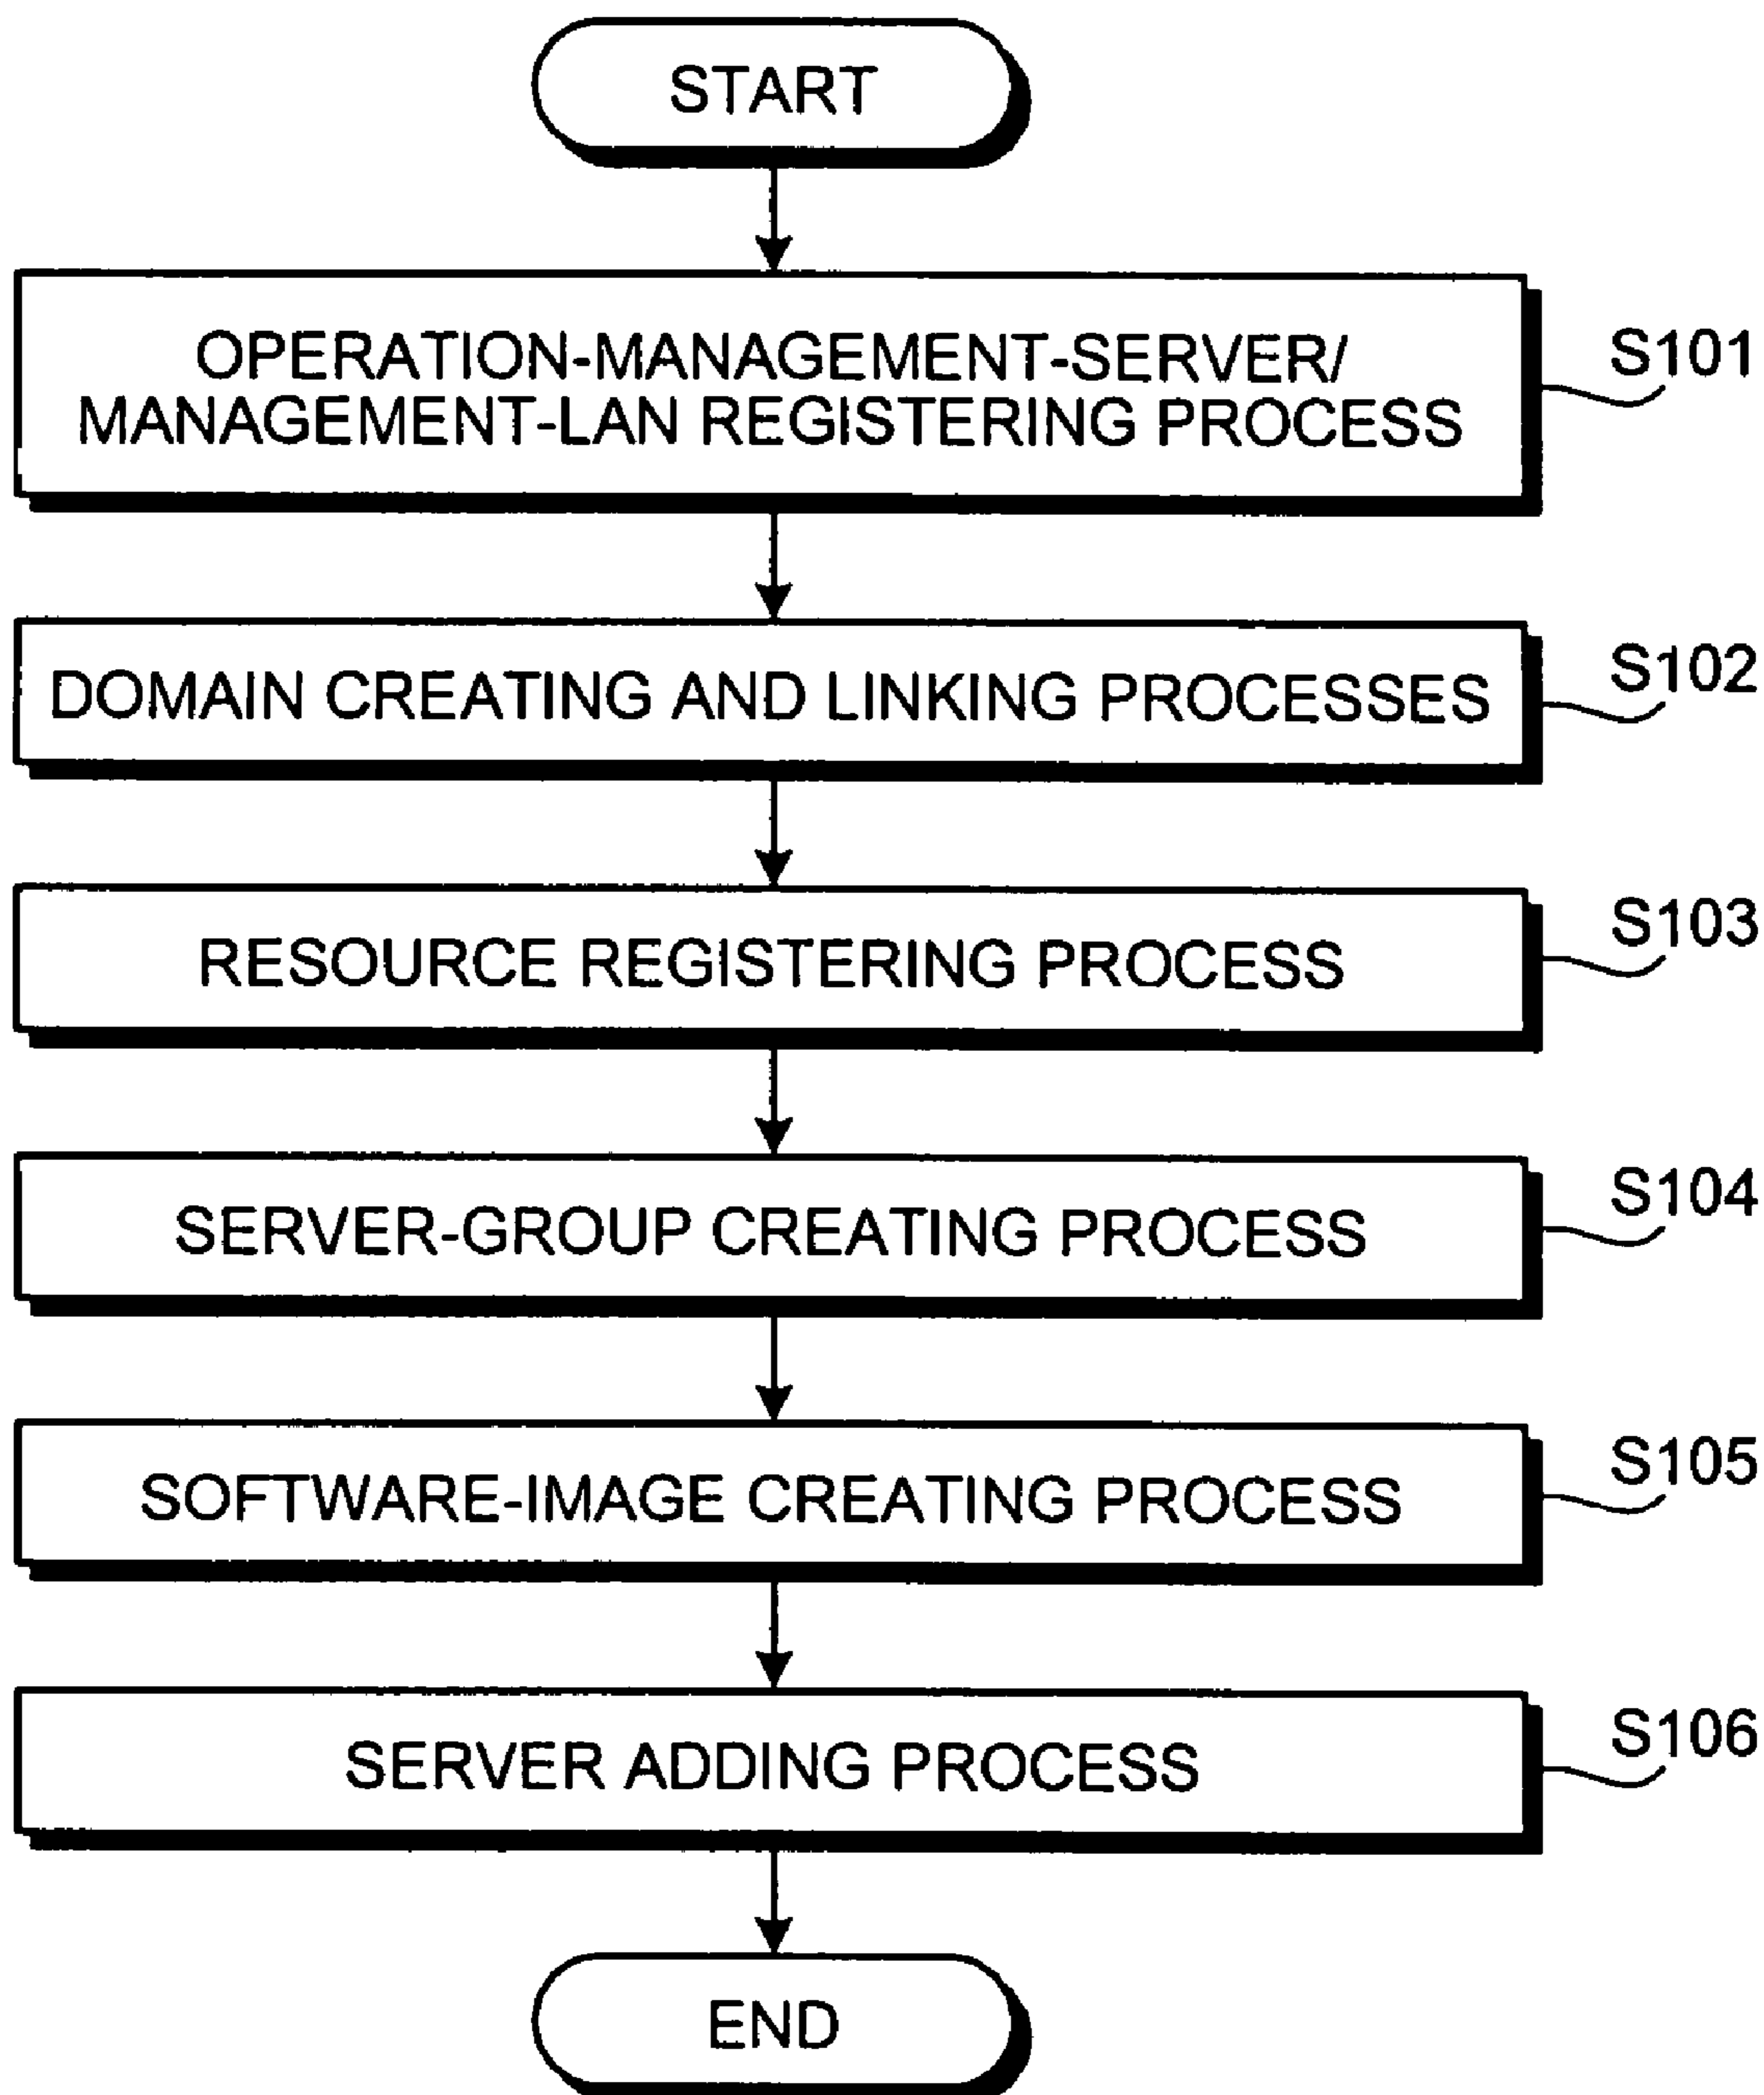 START
OPERATION-MANAGEMENT-SERVER/
MANAGEMENT-LAN REGISTERING PROCESS
S101
DOMAIN CREATING AND LINKING PROCESSES
S102
RESOURCE REGISTERING PROCESS
S103
SERVER-GROUP CREATING PROCESS
S104
SOFTWARE-IMAGE CREATING PROCESS
S105
SERVER ADDING PROCESS
S106
END